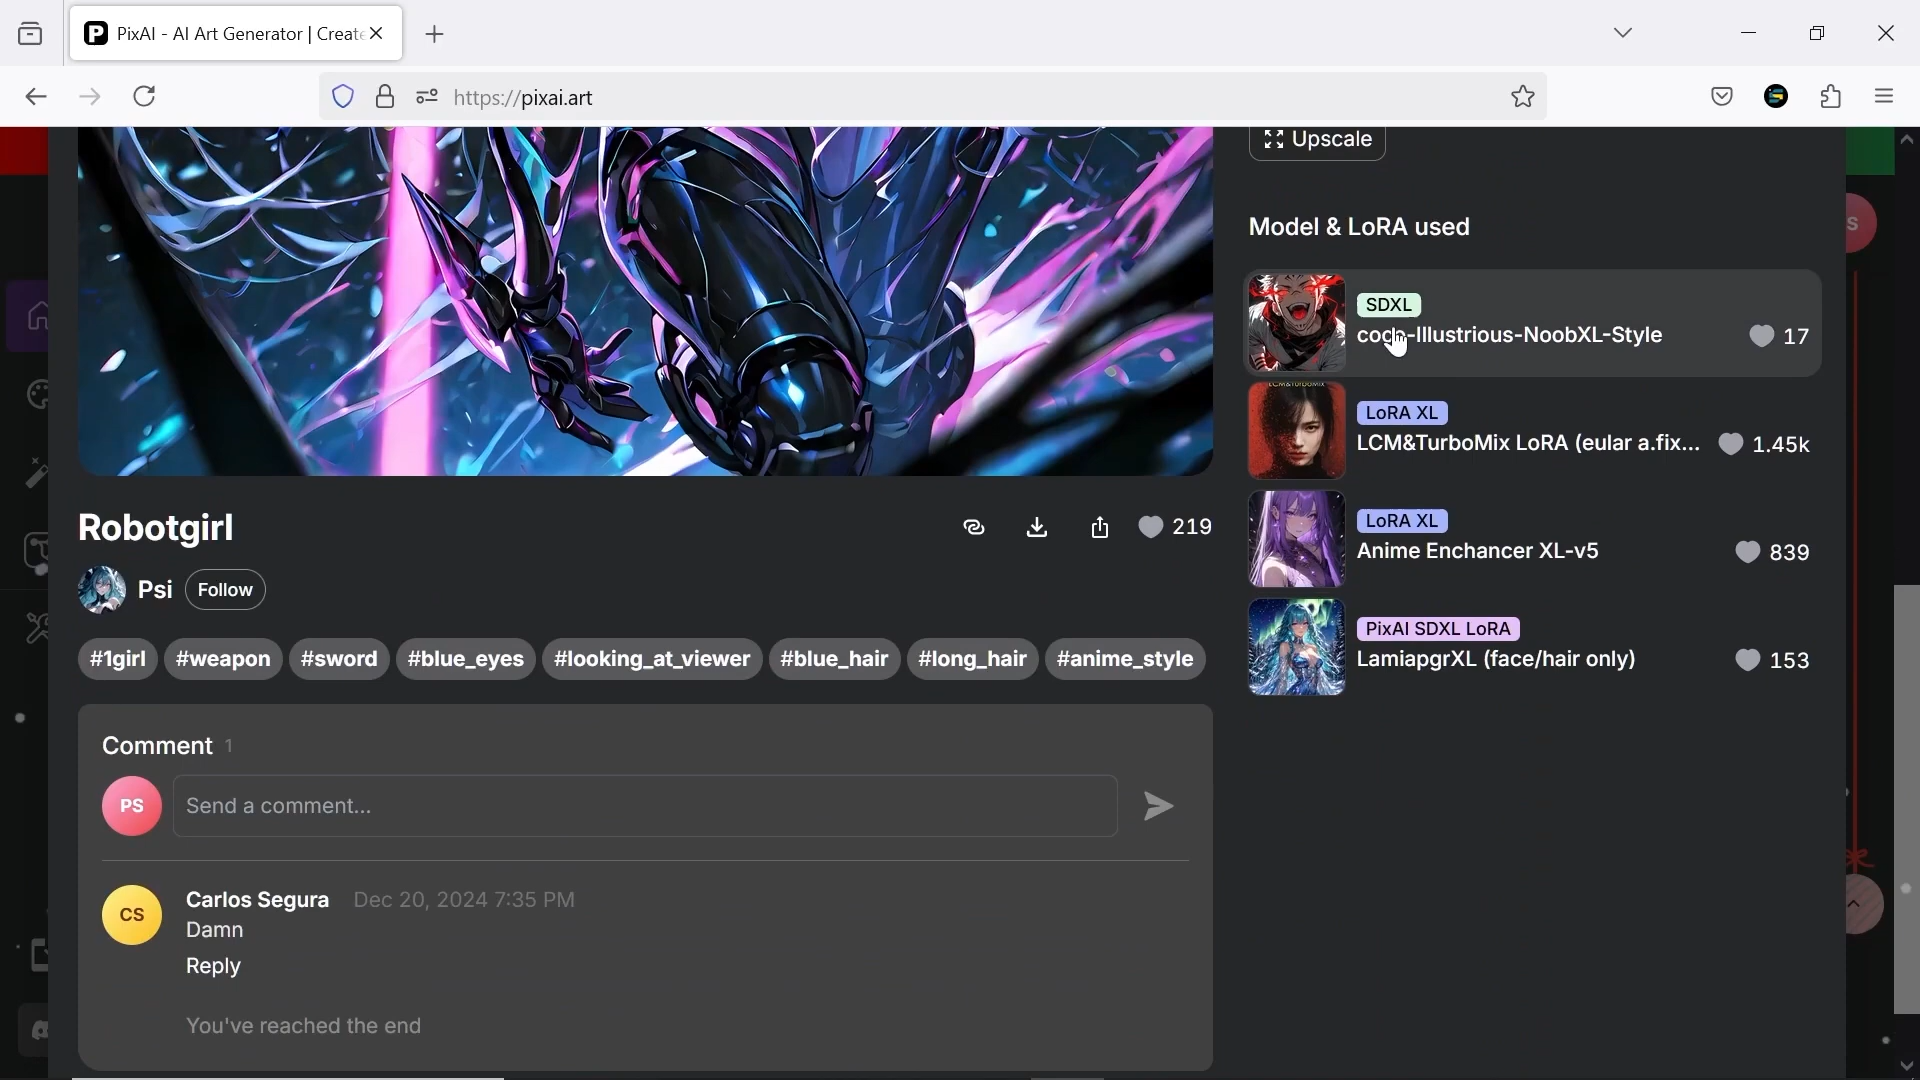 PixAI - AI Art Generator | Create
https://pixai.art
Upscale
Model & LoRA used
SDXL
-Illustrious-NoobXL-Style
17
LoRA XL
LCM&TurboMix LoRA (eular a.fix...
1.45k
LoRA XL
Anime Enchancer XL-v5
839
PixAI SDXL LoRA
LamiapgrXL (face/hair only)
153
Robotgirl
219
Psi
Follow
#1girl #weapon #sword #blue_eyes #looking_at_viewer #blue_hair #long_hair #anime_style
Comment 1
PS
Send a comment...
CS
Carlos Segura Dec 20, 2024 7:35 PM
Damn
Reply
You've reached the end
S